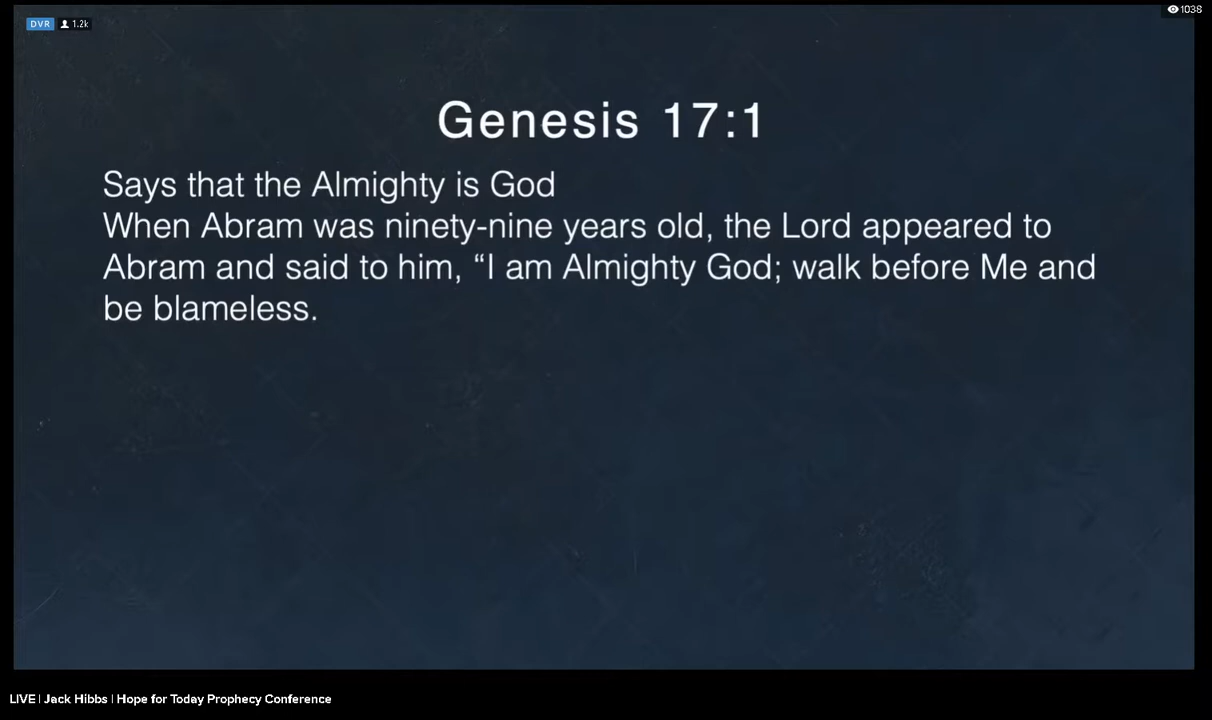 DVR 1.2k
1038
Genesis 17:1
Says that the Almighty is God
When Abram was ninety-nine years old, the Lord appeared to
Abram and said to him, “I am Almighty God; walk before Me and
be blameless.
LIVE | Jack Hibbs | Hope for Today Prophecy Conference